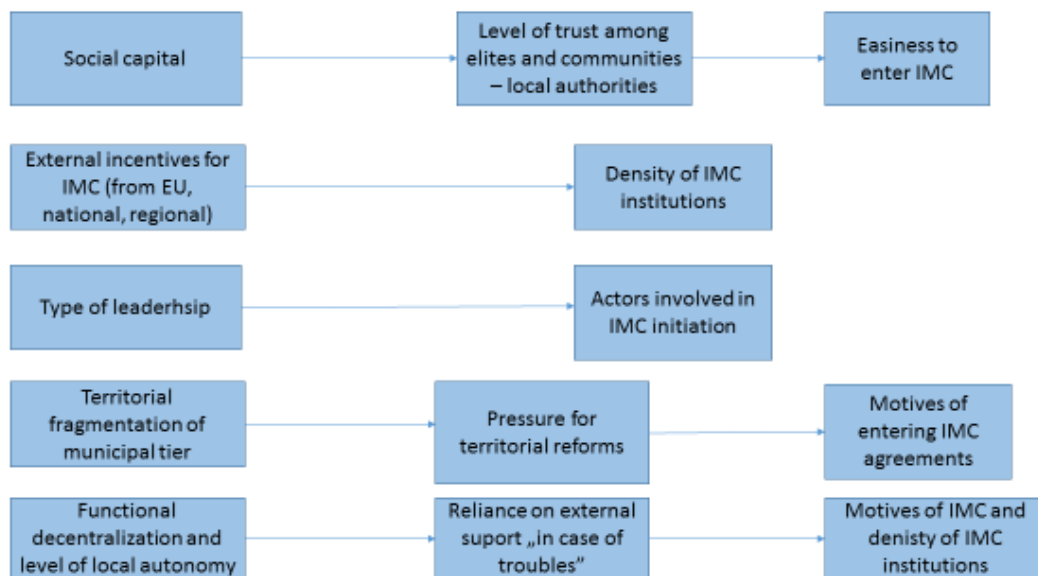 Social capital
Level of trust among
elites and communities
– local authorities
Easiness to
enter IMC
External incentives for
IMC (from EU,
national, regional)
Density of IMC
institutions
Type of leaderhsip
Actors involved in
IMC initiation
Territorial
fragmentation of
municipal tier
Pressure for
territorial reforms
Motives of
entering IMC
agreements
Functional
decentralization and
level of local autonomy
Reliance on external
suport „in case of
troubles”
Motives of IMC and
denisty of IMC
institutions